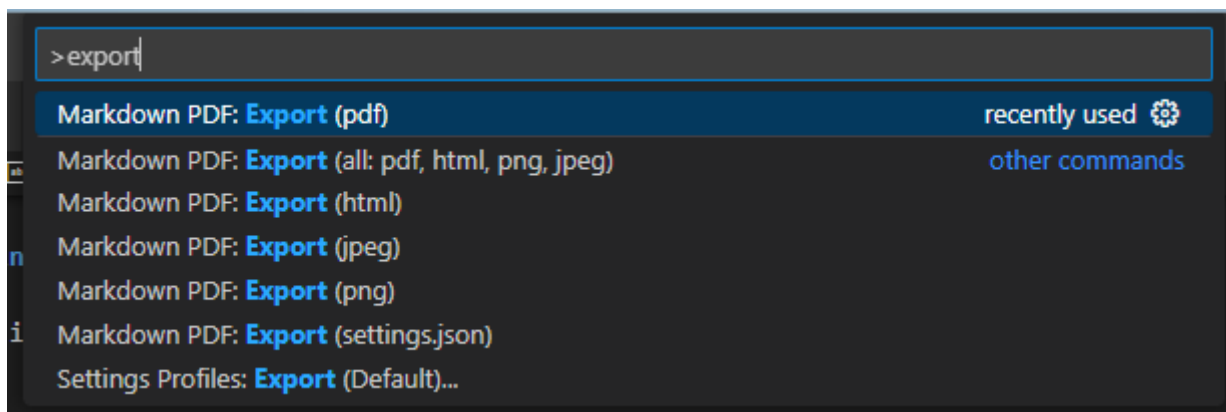 >export
Markdown PDF: Export (pdf) recently used
Markdown PDF: Export (all: pdf, html, png, jpeg) other commands
Markdown PDF: Export (html)
Markdown PDF: Export (jpeg)
Markdown PDF: Export (png)
Markdown PDF: Export (settings.json)
Settings Profiles: Export (Default)...
n
i